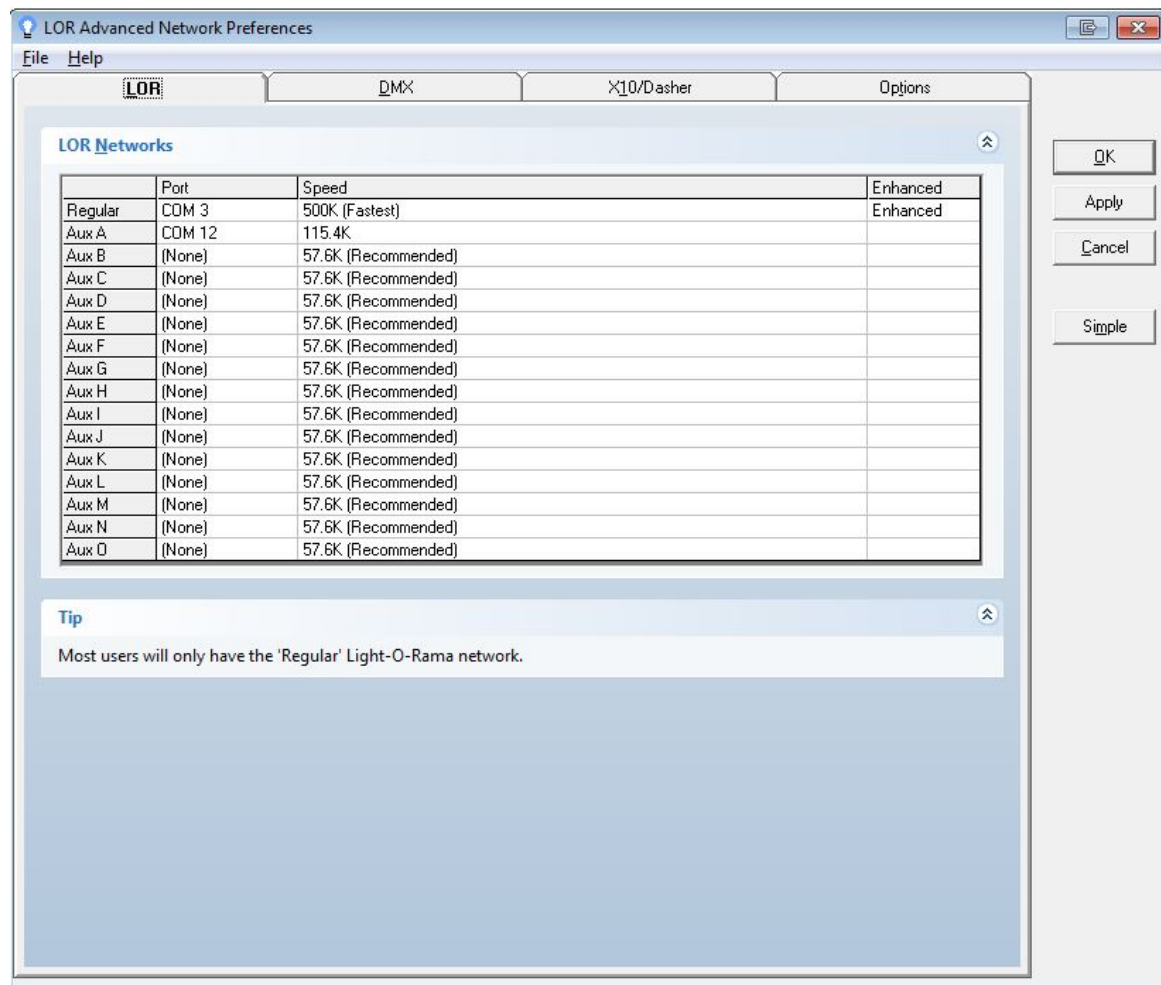 LOR Advanced Network Preferences
File Help
LOR DMX X10/Dasher Options
LOR Networks
Port Speed Enhanced
Regular COM 3 500K (Fastest) Enhanced
Aux A COM 12 115.4K
Aux B (None) 57.6K (Recommended)
Aux C (None) 57.6K (Recommended)
Aux D (None) 57.6K (Recommended)
Aux E (None) 57.6K (Recommended)
Aux F (None) 57.6K (Recommended)
Aux G (None) 57.6K (Recommended)
Aux H (None) 57.6K (Recommended)
Aux I (None) 57.6K (Recommended)
Aux J (None) 57.6K (Recommended)
Aux K (None) 57.6K (Recommended)
Aux L (None) 57.6K (Recommended)
Aux M (None) 57.6K (Recommended)
Aux N (None) 57.6K (Recommended)
Aux O (None) 57.6K (Recommended)
Tip
Most users will only have the 'Regular' Light-O-Rama network.
OK
Apply
Cancel
Simple